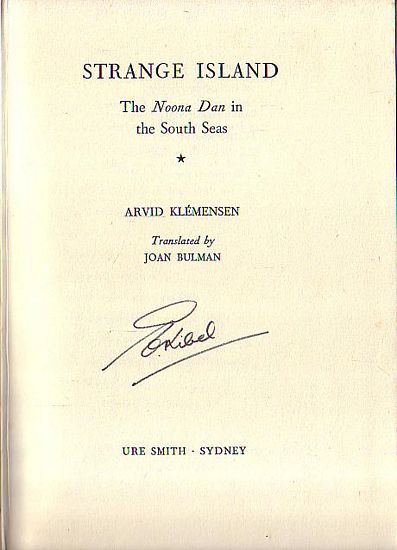 STRANGE ISLAND
The Noona Dan in
the South Seas
★
ARVID KLÉMENSEN
Translated by
JOAN BULMAN
URE SMITH · SYDNEY